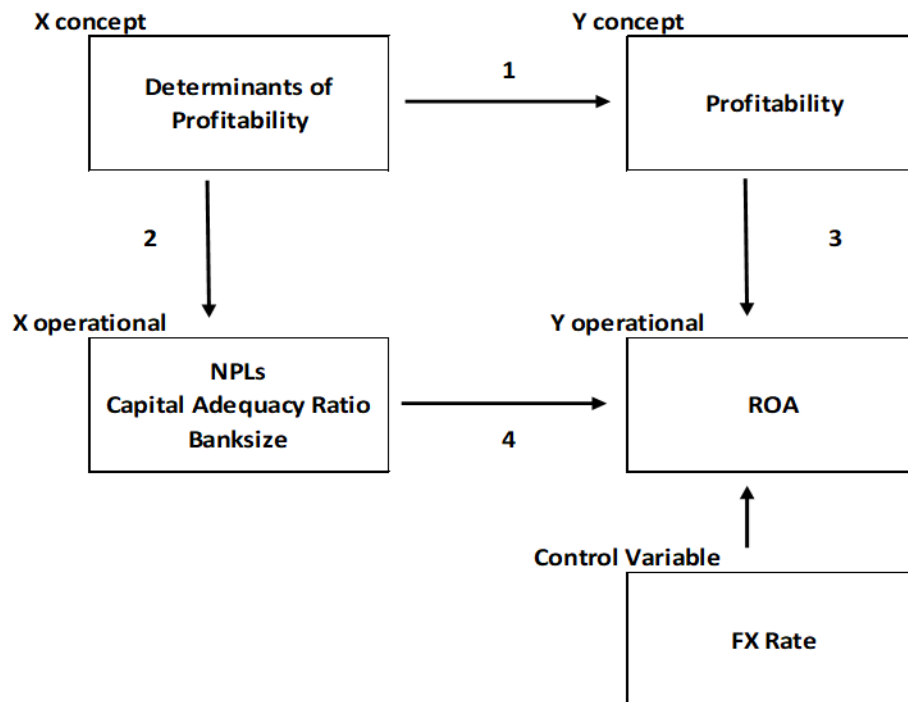 X concept
Y concept
Determinants of
Profitability
1
Profitability
2
3
X operational
Y operational
NPLs
Capital Adequacy Ratio
Banksize
4
ROA
Control Variable
FX Rate